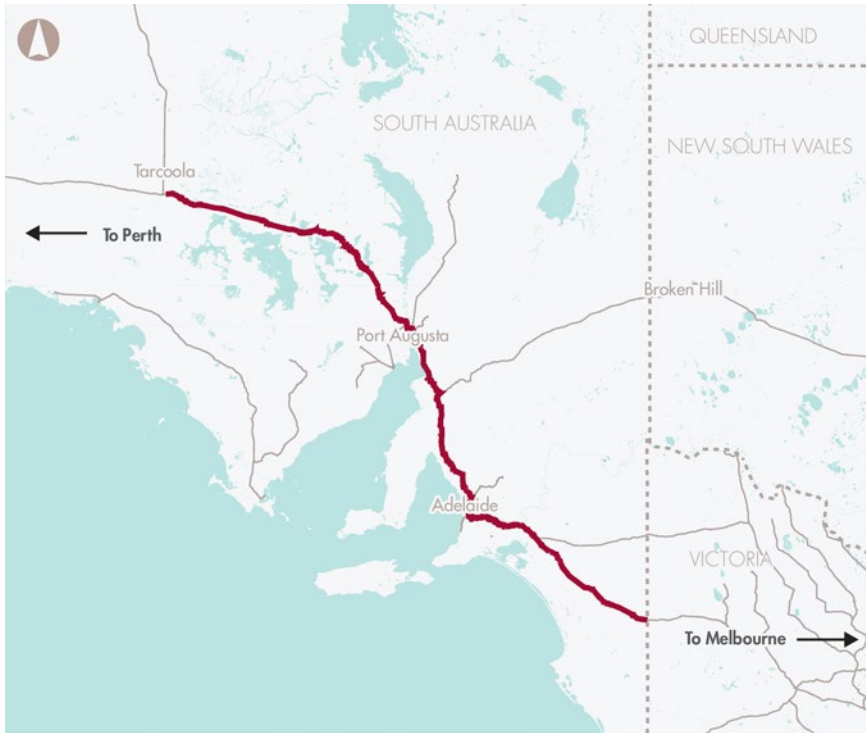 QUEENSLAND
SOUTH AUSTRALIA
NEW SOUTH WALES
Tarcoola
To Perth
Broken Hill
Port Augusta
Adelaide
VICTORIA
To Melbourne